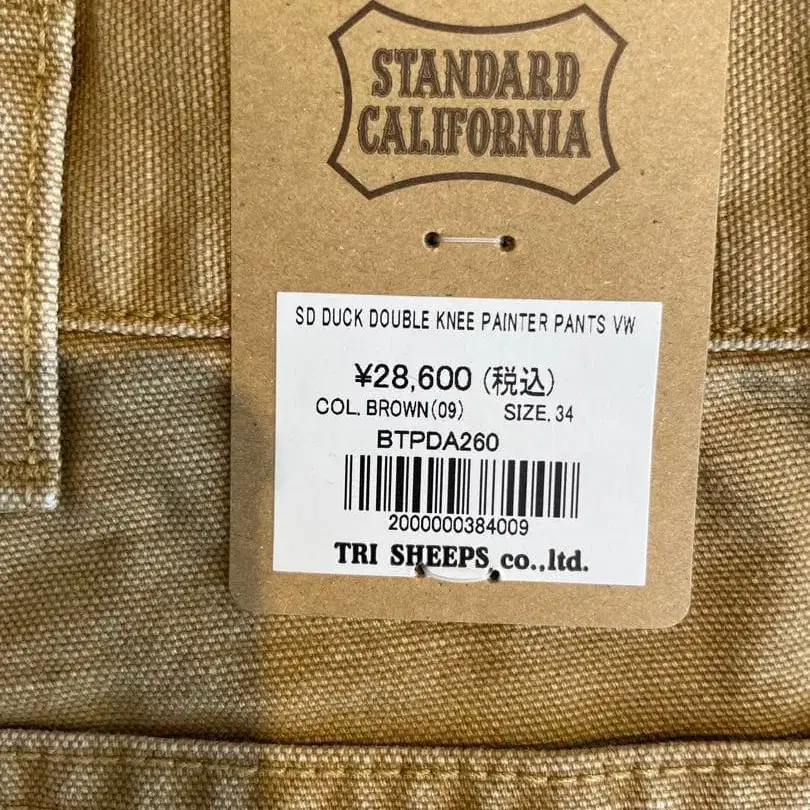 STANDARD
CALIFORNIA
SD DUCK DOUBLE KNEE PAINTER PANTS VW
¥28,600 (税込)
COL. BROWN(09) SIZE. 34
BTPDA260
2000000384009
TRI SHEEPS, co.,ltd.